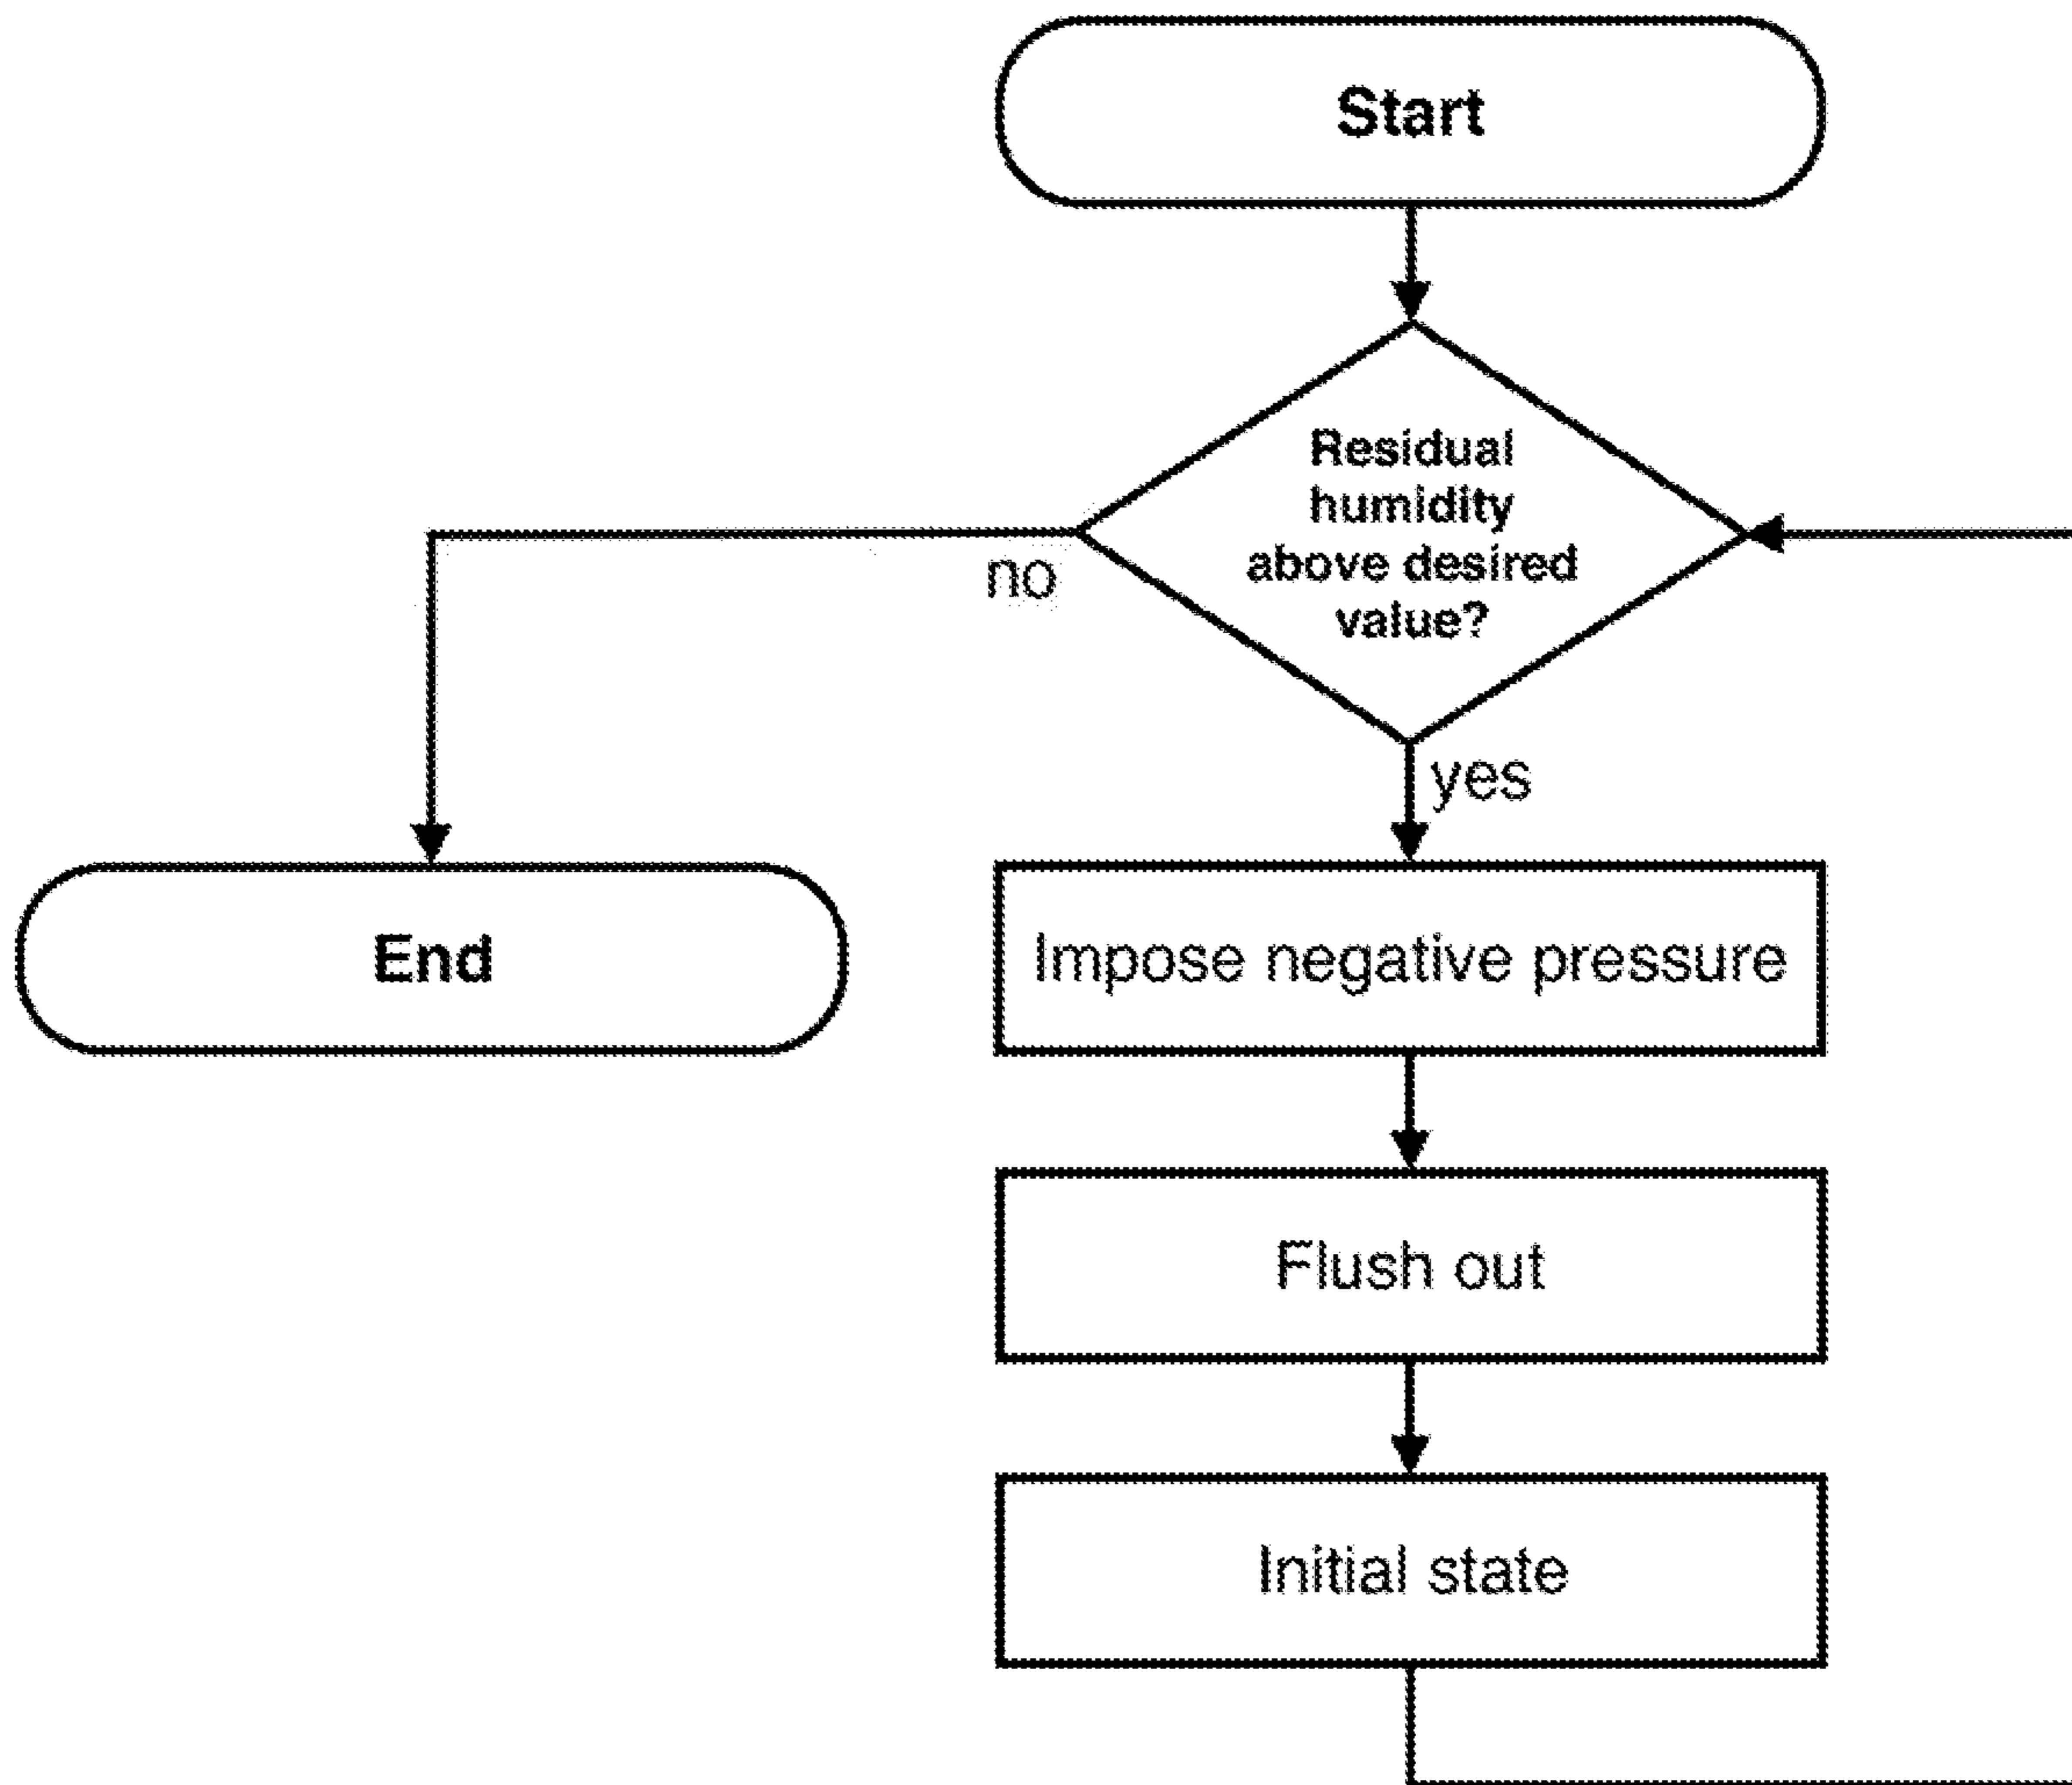 Start
Residual
humidity
above desired
value?
no
yes
End
Impose negative pressure
Flush out
Initial state